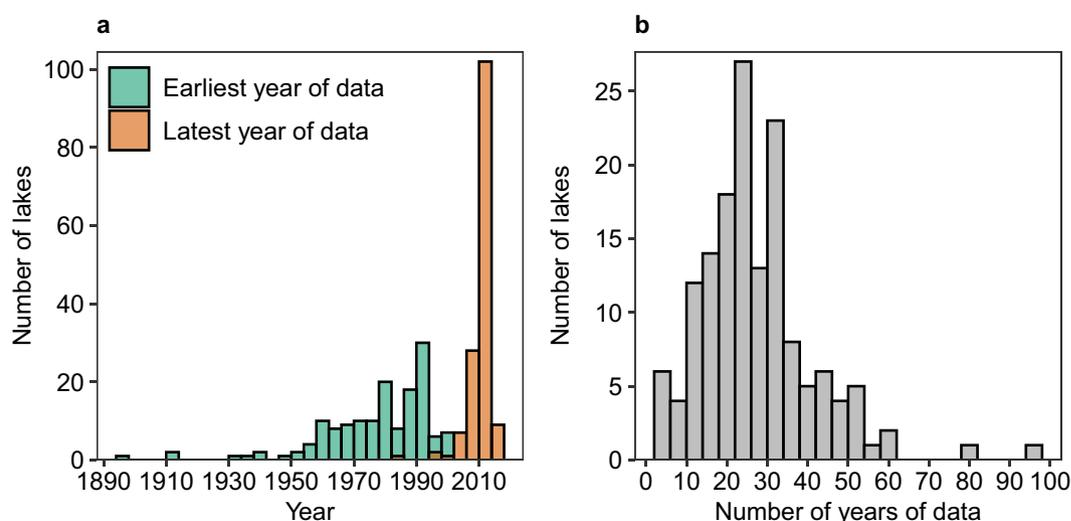 a
Number of lakes
100
80
60
40
20
0
Earliest year of data
Latest year of data
1890 1910 1930 1950 1970 1990 2010
Year
b
Number of lakes
25
20
15
10
5
0
0 10 20 30 40 50 60 70 80 90 100
Number of years of data